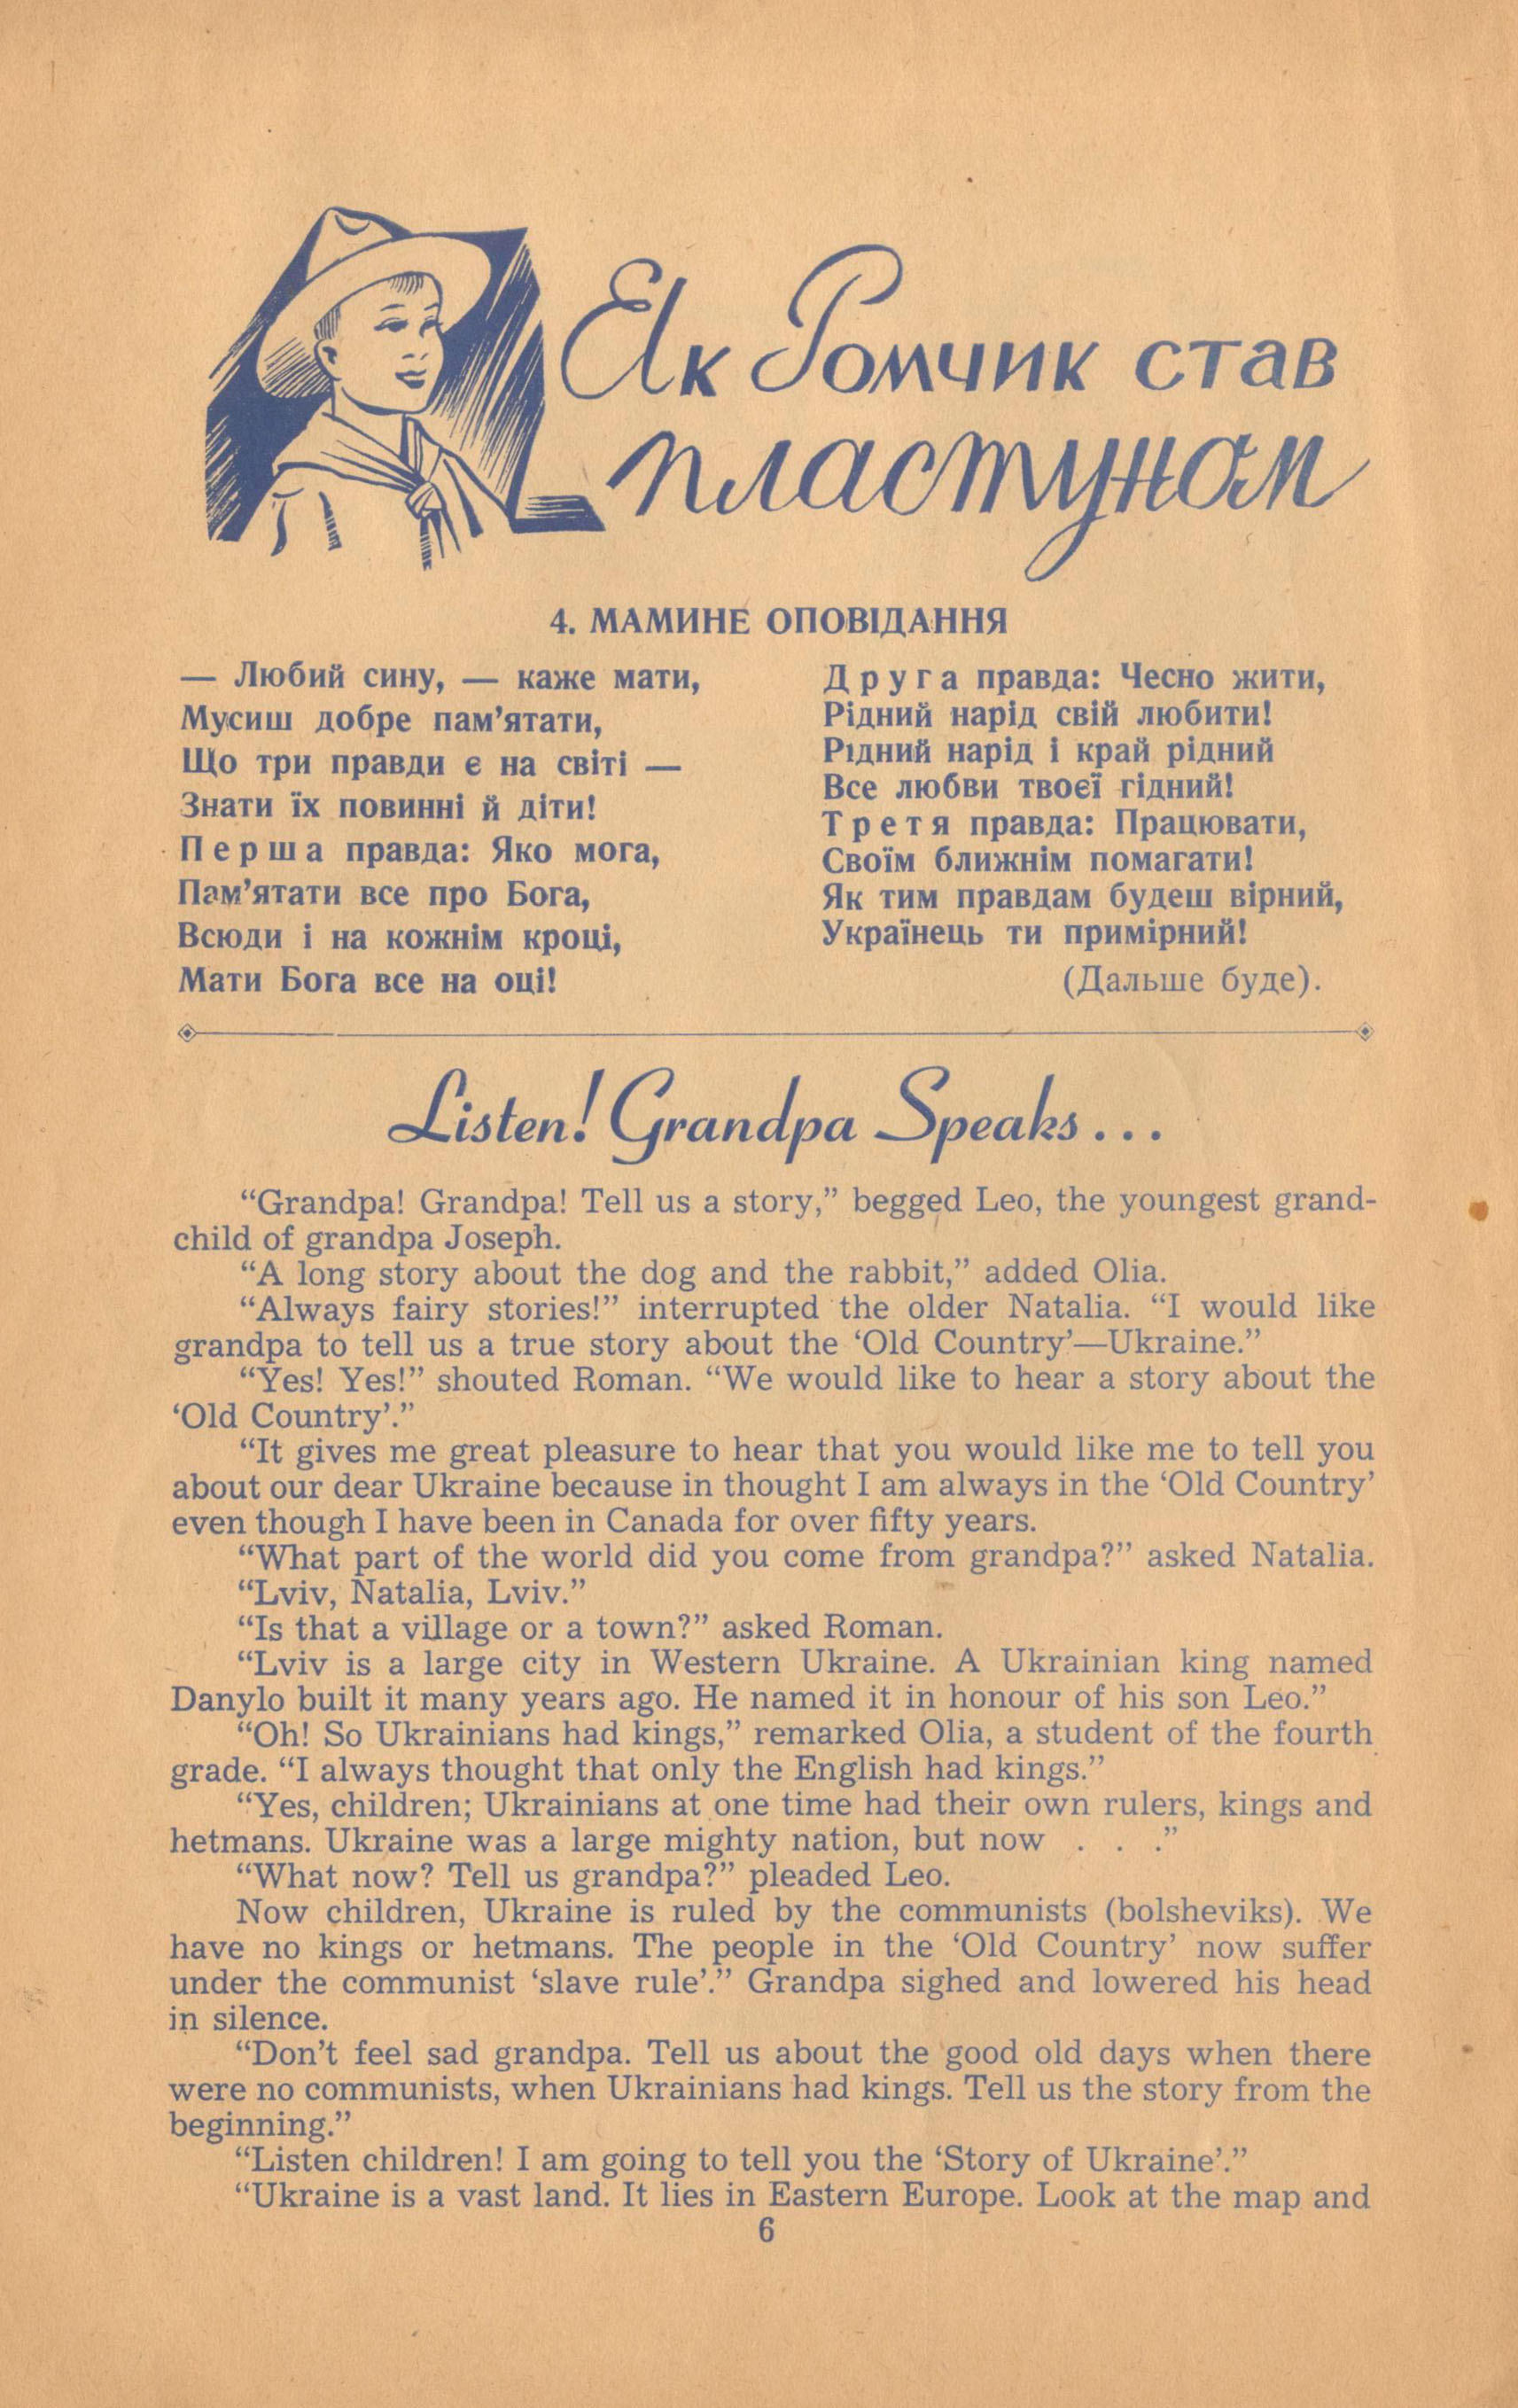 Як Ромчик став
пластуном
4. МАМИНЕ ОПОВІДАННЯ
— Любий сину, — каже мати,
Мусиш добре пам’ятати,
Що три правди є на світі —
Знати їх повинні й діти!
Перша правда: Яко мога,
Пам’ятати все про Бога,
Всюди і на кожнім кроці,
Мати Бога все на оці!
Друга правда: Чесно жити,
Рідний нарід свій любити!
Рідний нарід і край рідний
Все любви твоєї гідний!
Третя правда: Працювати,
Своїм ближнім помагати!
Як тим правдам будеш вірний,
Українець ти примірний!
(Дальше буде).
Listen! Grandpa Speaks...
“Grandpa! Grandpa! Tell us a story,” begged Leo, the youngest grand-
child of grandpa Joseph.
“A long story about the dog and the rabbit,” added Olia.
“Always fairy stories!” interrupted the older Natalia. “I would like
grandpa to tell us a true story about the ‘Old Country’—Ukraine.”
“Yes! Yes!” shouted Roman. “We would like to hear a story about the
‘Old Country’.”
“It gives me great pleasure to hear that you would like me to tell you
about our dear Ukraine because in thought I am always in the ‘Old Country’
even though I have been in Canada for over fifty years.
“What part of the world did you come from grandpa?” asked Natalia.
“Lviv, Natalia, Lviv.”
“Is that a village or a town?” asked Roman.
“Lviv is a large city in Western Ukraine. A Ukrainian king named
Danylo built it many years ago. He named it in honour of his son Leo.”
“Oh! So Ukrainians had kings,” remarked Olia, a student of the fourth
grade. “I always thought that only the English had kings.”
“Yes, children; Ukrainians at one time had their own rulers, kings and
hetmans. Ukraine was a large mighty nation, but now . . .”
“What now? Tell us grandpa?” pleaded Leo.
Now children, Ukraine is ruled by the communists (bolsheviks). We
have no kings or hetmans. The people in the ‘Old Country’ now suffer
under the communist ‘slave rule’.” Grandpa sighed and lowered his head
in silence.
“Don’t feel sad grandpa. Tell us about the good old days when there
were no communists, when Ukrainians had kings. Tell us the story from the
beginning.”
“Listen children! I am going to tell you the ‘Story of Ukraine’.”
“Ukraine is a vast land. It lies in Eastern Europe. Look at the map and
6